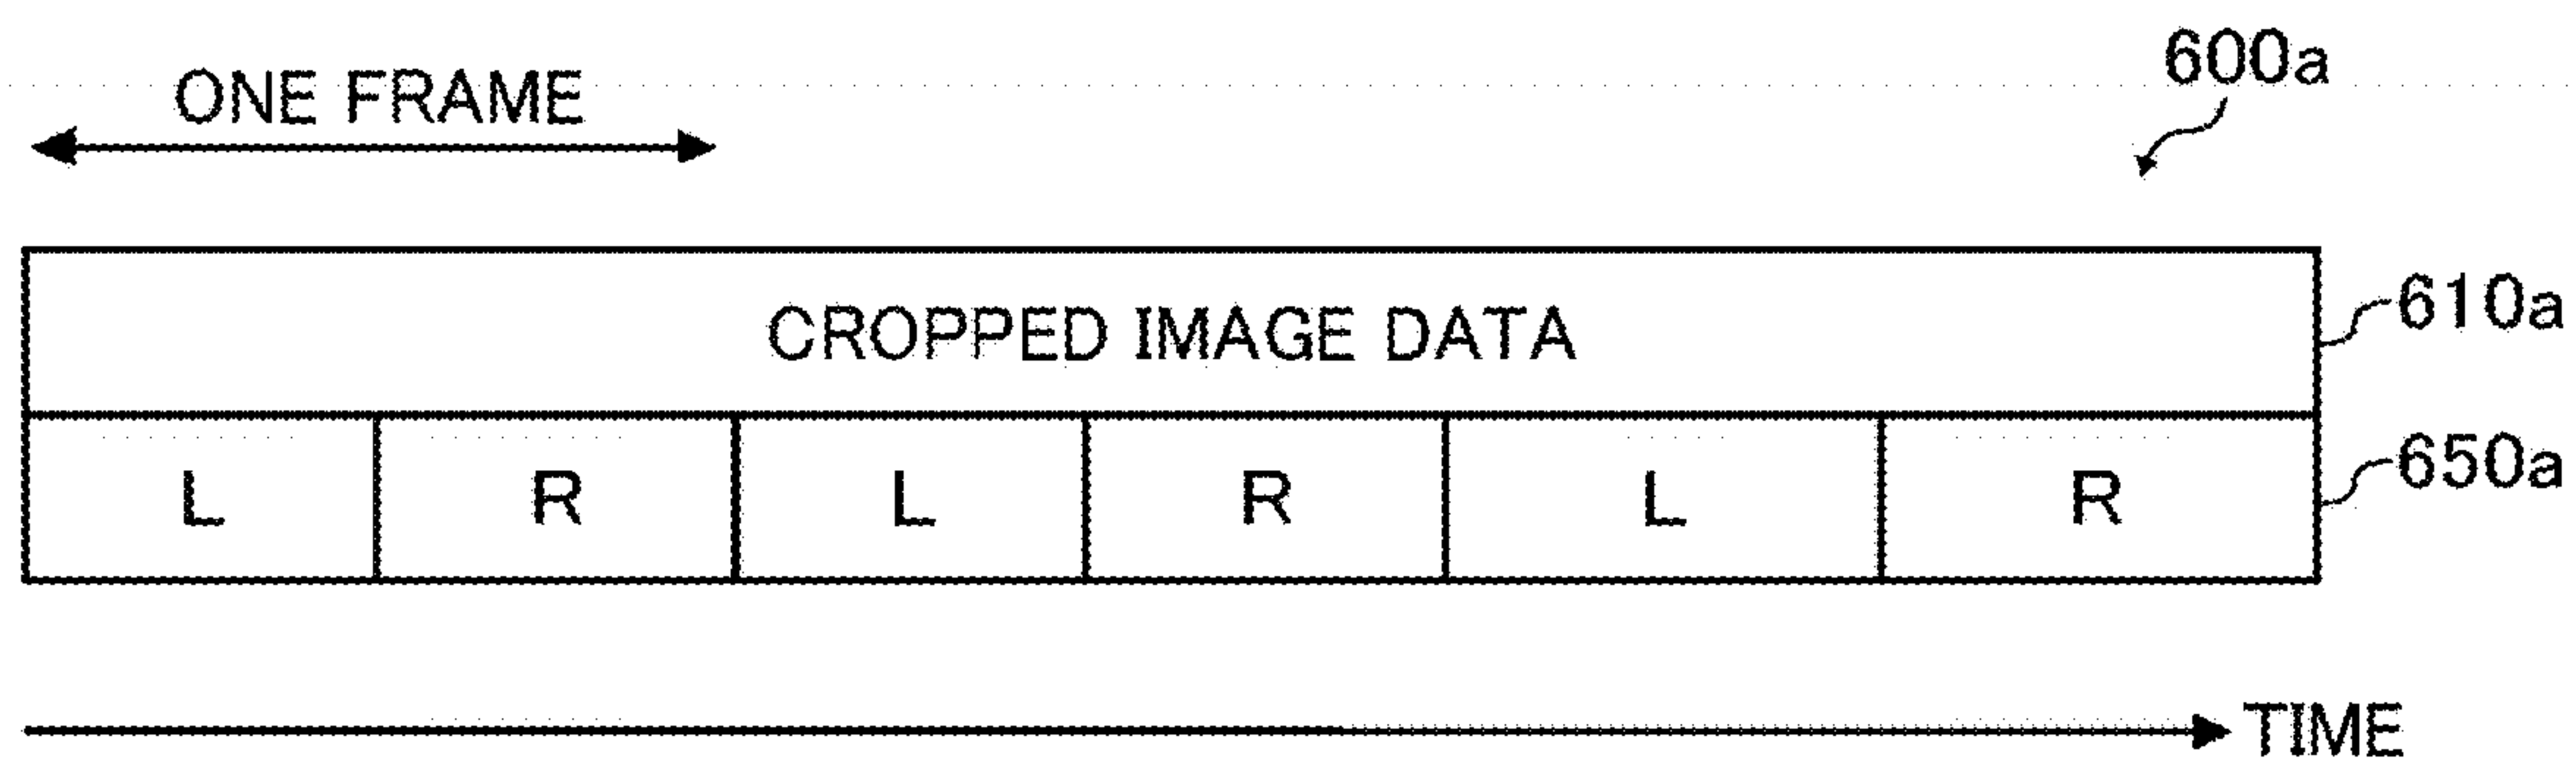 600a
ONE FRAME
CROPPED IMAGE DATA
610a
L R L R L R
650a
TIME